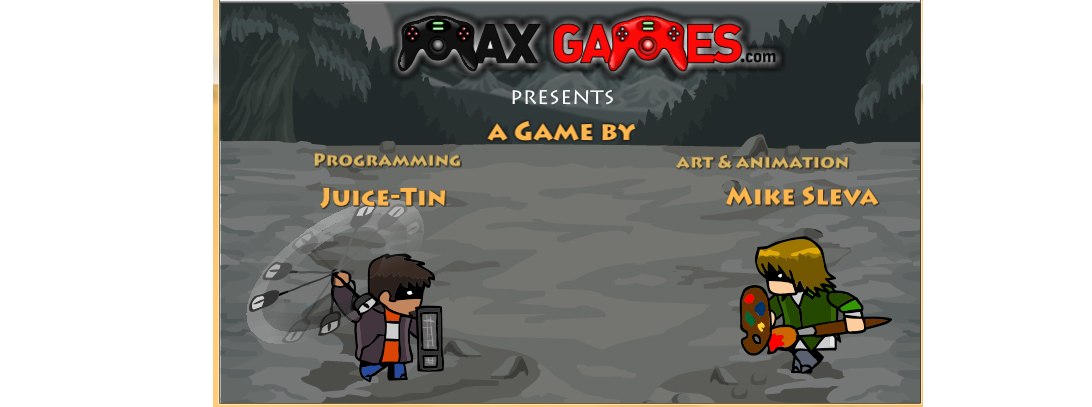 MAX GAMES.com
PRESENTS
A GAME BY
PROGRAMMING
ART & ANIMATION
JUICE-TIN
MIKE SLEVA